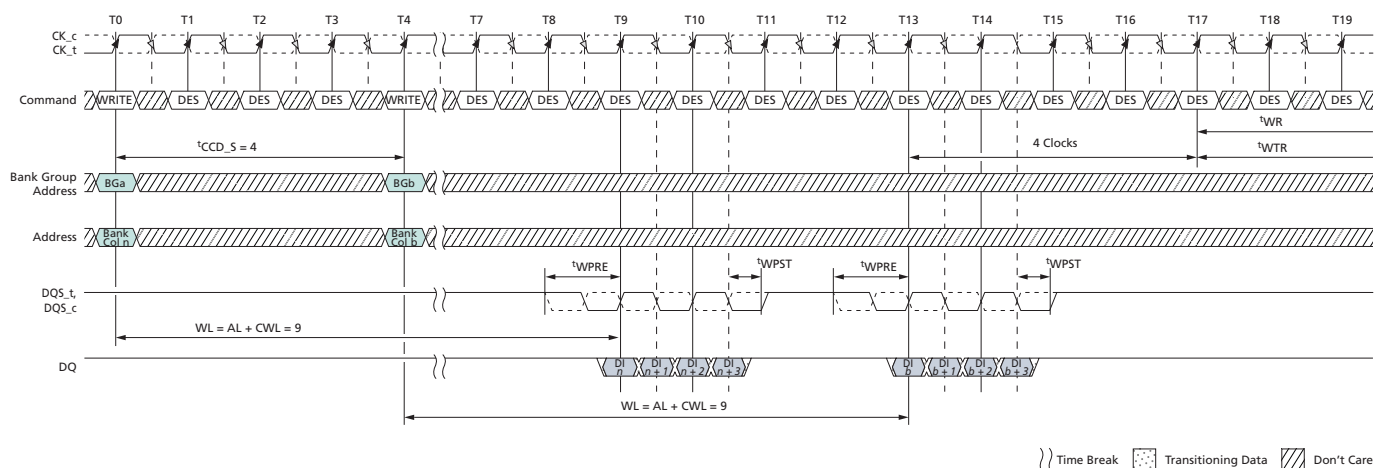 T0 T1 T2 T3 T4 T7 T8 T9 T10 T11 T12 T13 T14 T15 T16 T17 T18 T19
CK_c
CK_t
Command WRITE DES DES DES WRITE DES DES DES DES DES DES DES DES DES DES DES DES DES
tWR
tCCD_S = 4 4 Clocks tWTR
Bank Group
Address BGa BGb
Address Bank
Col n Bank
Col b
tWPRE tWPST tWPRE tWPST
DQS_t,
DQS_c
WL = AL + CWL = 9
DQ DI
n DI
n + 1 DI
n + 2 DI
n + 3 DI
b DI
b + 1 DI
b + 2 DI
b + 3
WL = AL + CWL = 9
Time Break Transitioning Data Don't Care